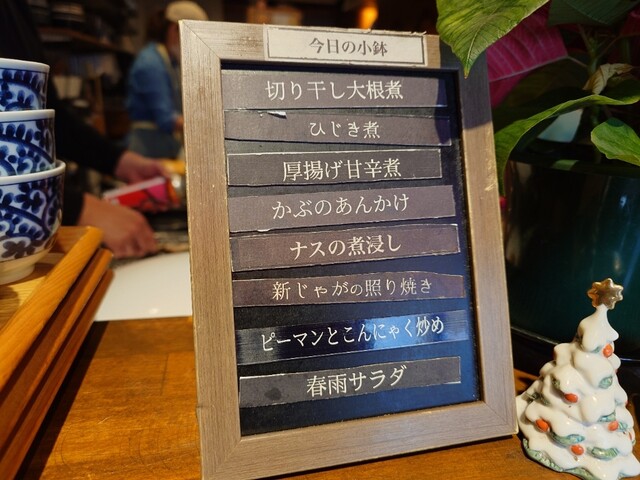 今日の小鉢
切り干し大根煮
ひじき煮
厚揚げ甘辛煮
かぶのあんかけ
ナスの煮浸し
新じゃがの照り焼き
ピーマンとこんにゃく炒め
春雨サラダ